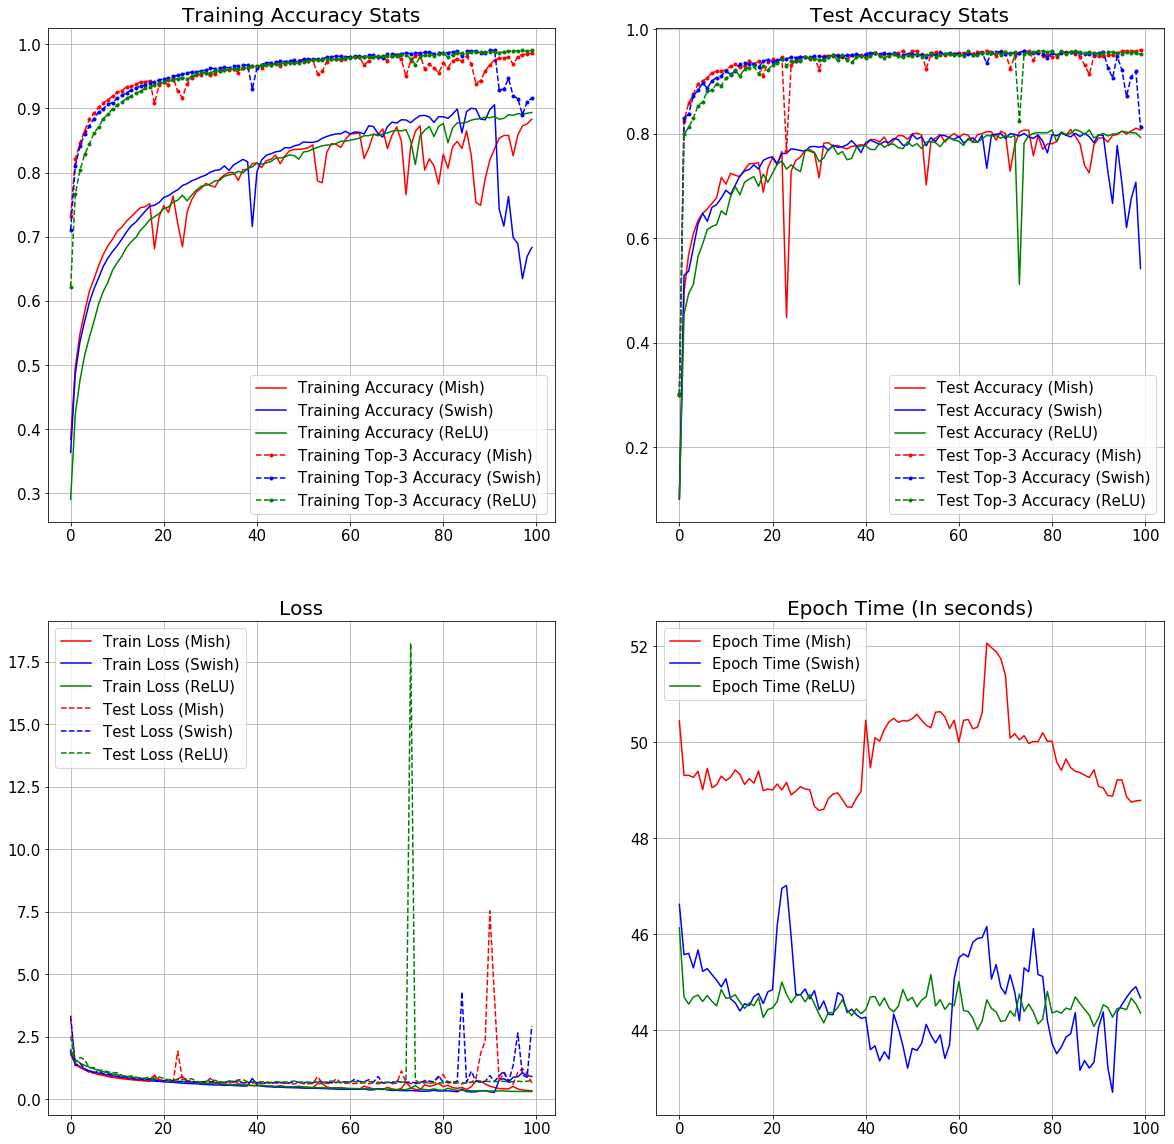 Training Accuracy Stats
1.0
0.9
0.8
0.7
0.6
0.5
0.4
0.3
0 20 40 60 80 100
Training Accuracy (Mish)
Training Accuracy (Swish)
Training Accuracy (ReLU)
Training Top-3 Accuracy (Mish)
Training Top-3 Accuracy (Swish)
Training Top-3 Accuracy (ReLU)
Test Accuracy Stats
1.0
0.8
0.6
0.4
0.2
0 20 40 60 80 100
Test Accuracy (Mish)
Test Accuracy (Swish)
Test Accuracy (ReLU)
Test Top-3 Accuracy (Mish)
Test Top-3 Accuracy (Swish)
Test Top-3 Accuracy (ReLU)
Loss
Train Loss (Mish)
Train Loss (Swish)
Train Loss (ReLU)
Test Loss (Mish)
Test Loss (Swish)
Test Loss (ReLU)
17.5
15.0
12.5
10.0
7.5
5.0
2.5
0.0
0 20 40 60 80 100
Epoch Time (In seconds)
Epoch Time (Mish)
Epoch Time (Swish)
Epoch Time (ReLU)
52
50
48
46
44
0 20 40 60 80 100